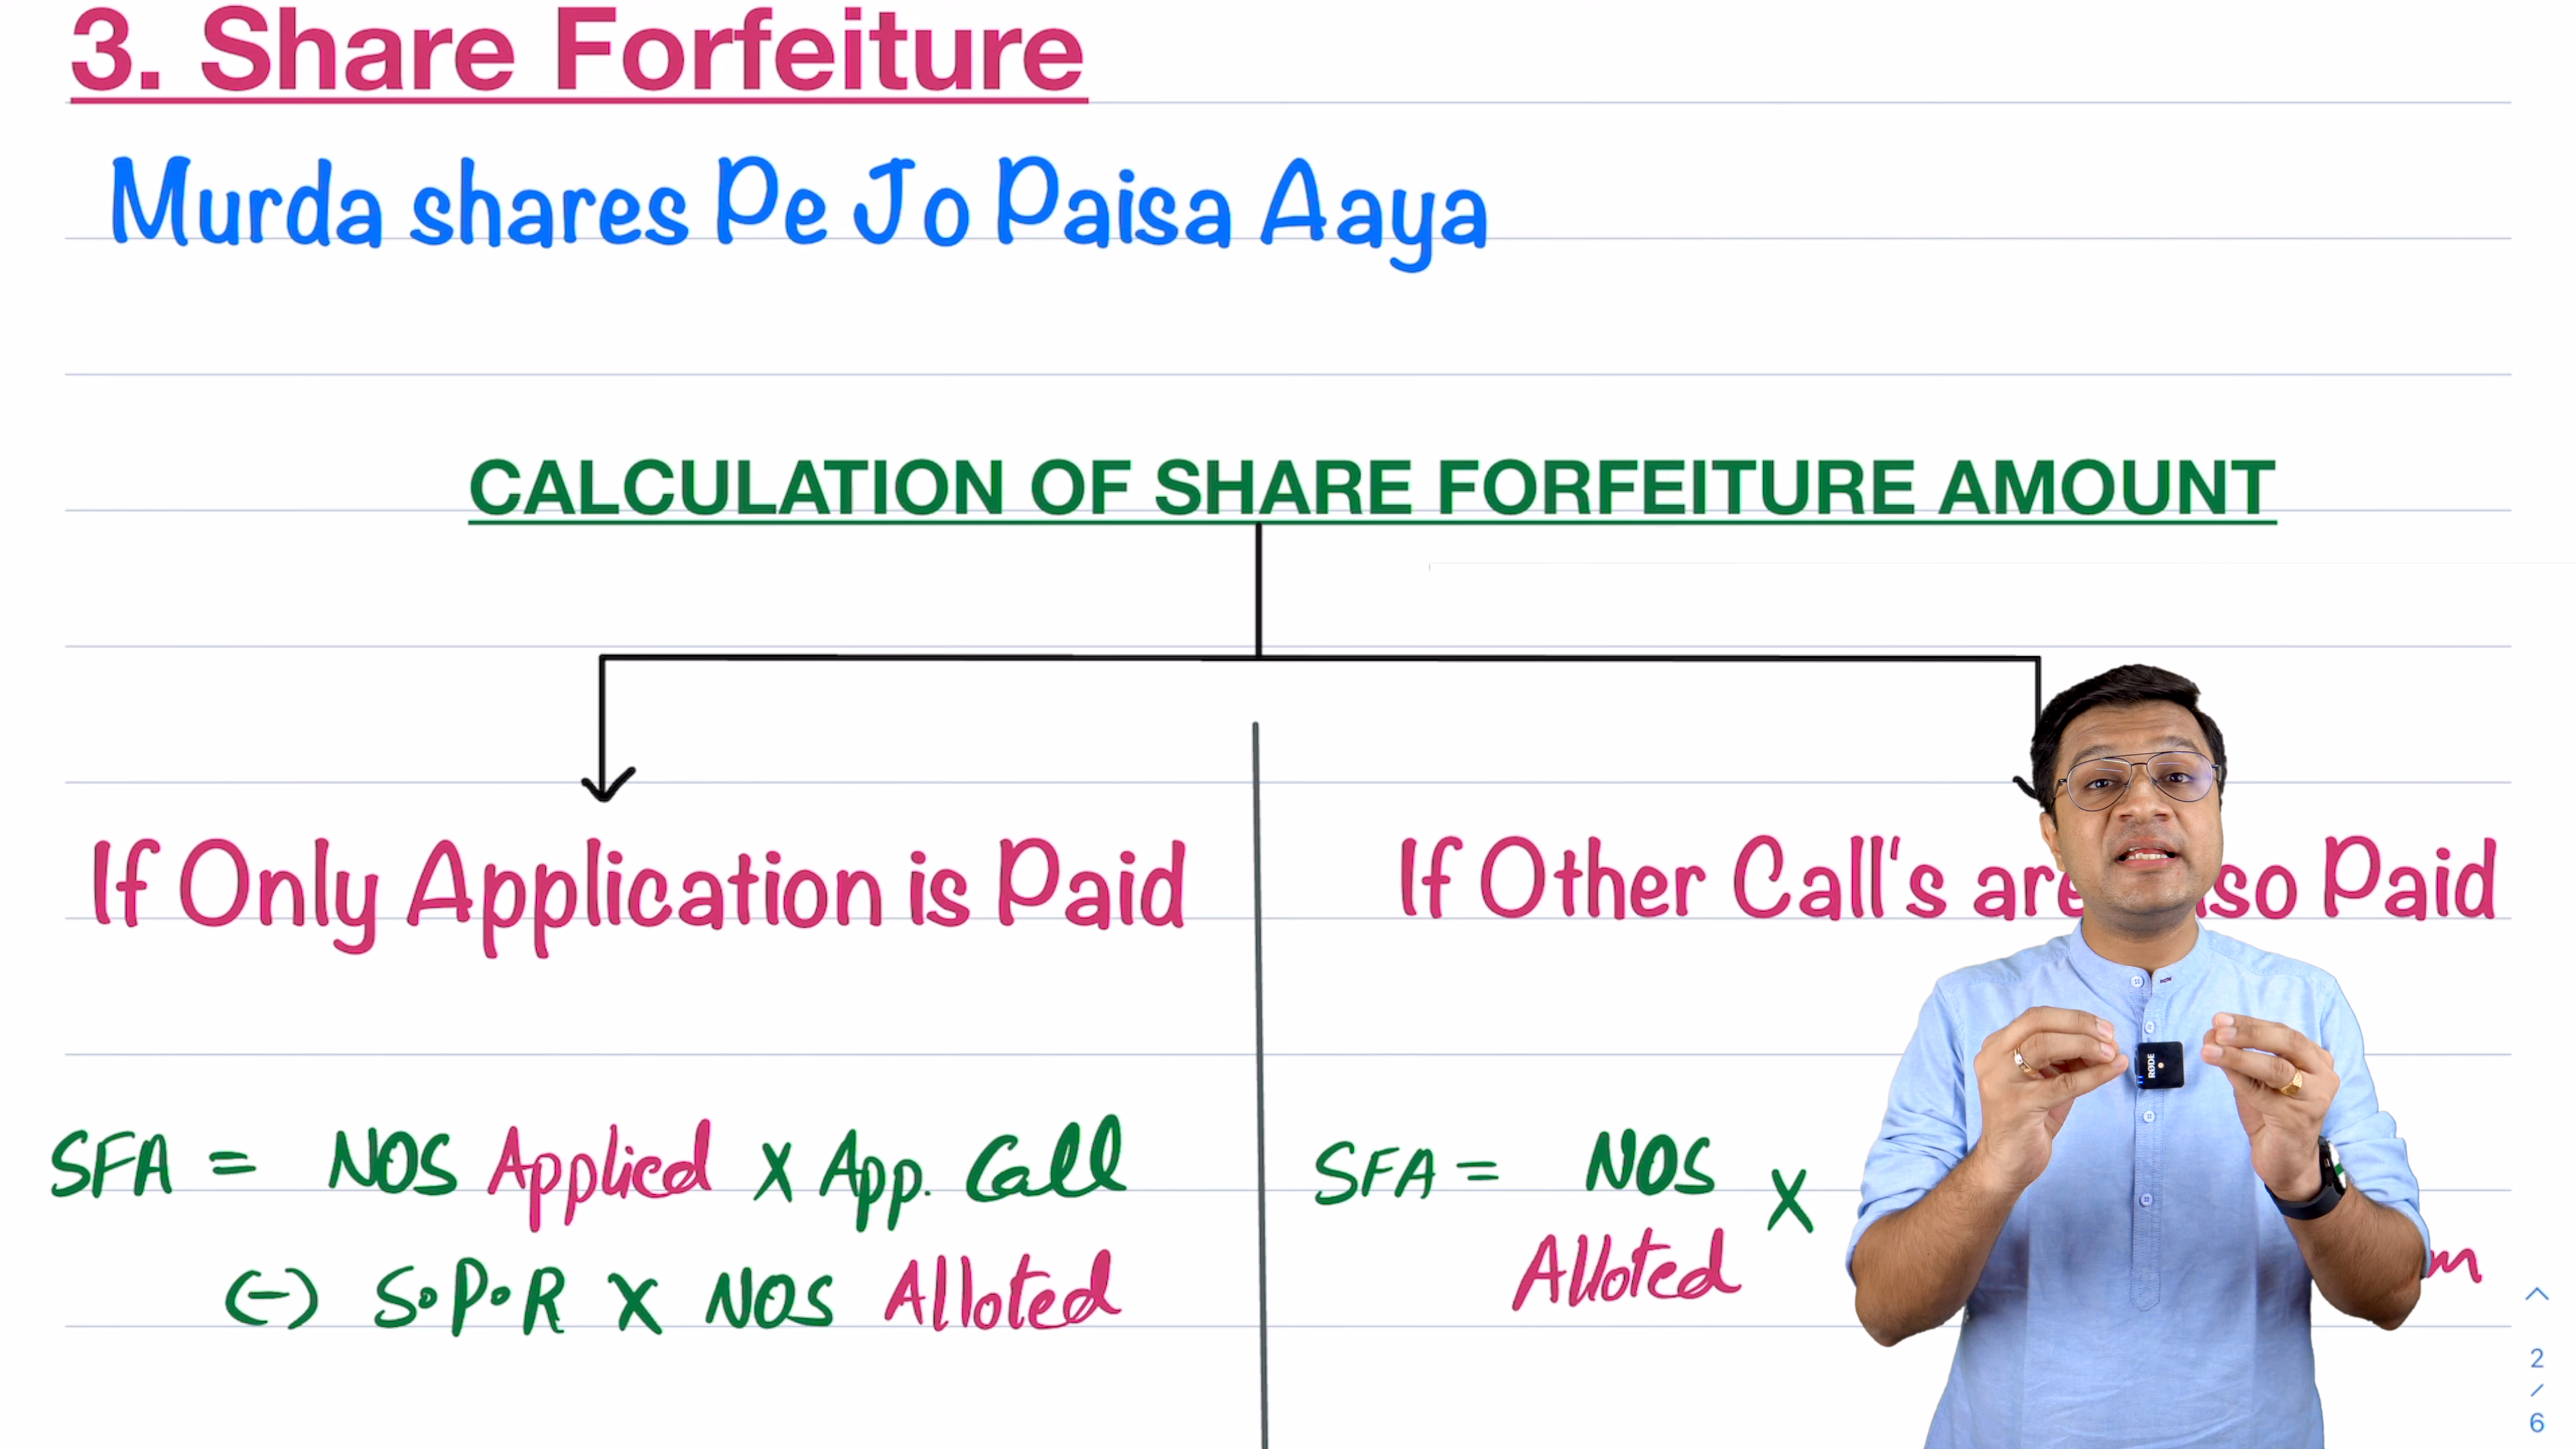 3. Share Forfeiture
Murda shares Pe Jo Paisa Aaya
CALCULATION OF SHARE FORFEITURE AMOUNT
If Only Application is Paid
If Other Call's are Paid
SFA = NOS Applied X App. Call
(-) S.P.R X NOS Alloted
SFA = NOS X
Alloted
RØDE
2
/
6